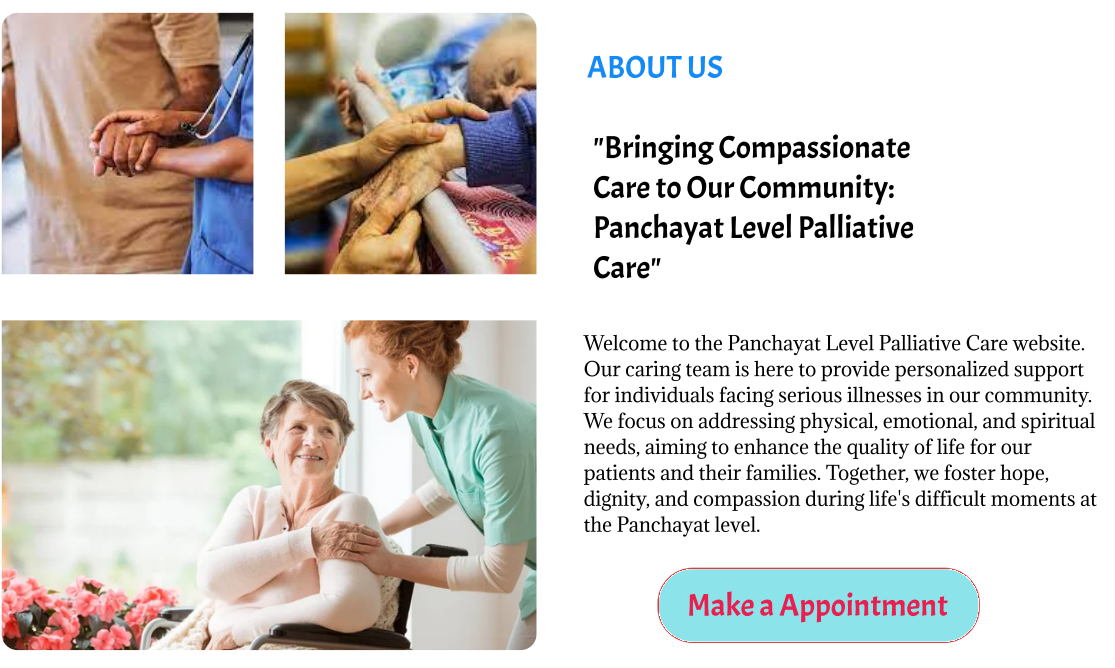 ABOUT US
"Bringing Compassionate
Care to Our Community:
Panchayat Level Palliative
Care"
Welcome to the Panchayat Level Palliative Care website.
Our caring team is here to provide personalized support
for individuals facing serious illnesses in our community.
We focus on addressing physical, emotional, and spiritual
needs, aiming to enhance the quality of life for our
patients and their families. Together, we foster hope,
dignity, and compassion during life's difficult moments at
the Panchayat level.
Make a Appointment